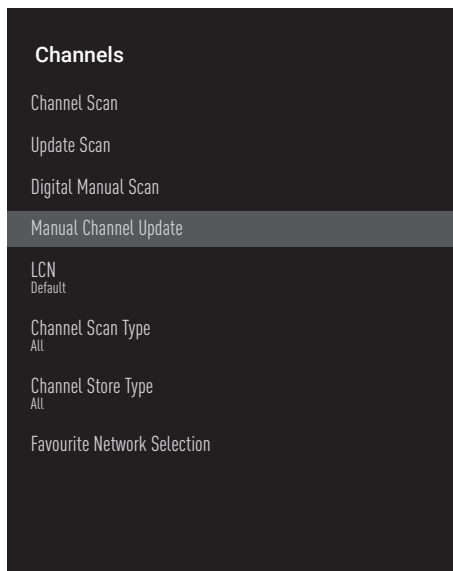 Channels
Channel Scan
Update Scan
Digital Manual Scan
Manual Channel Update
LCN
Default
Channel Scan Type
All
Channel Store Type
All
Favourite Network Selection